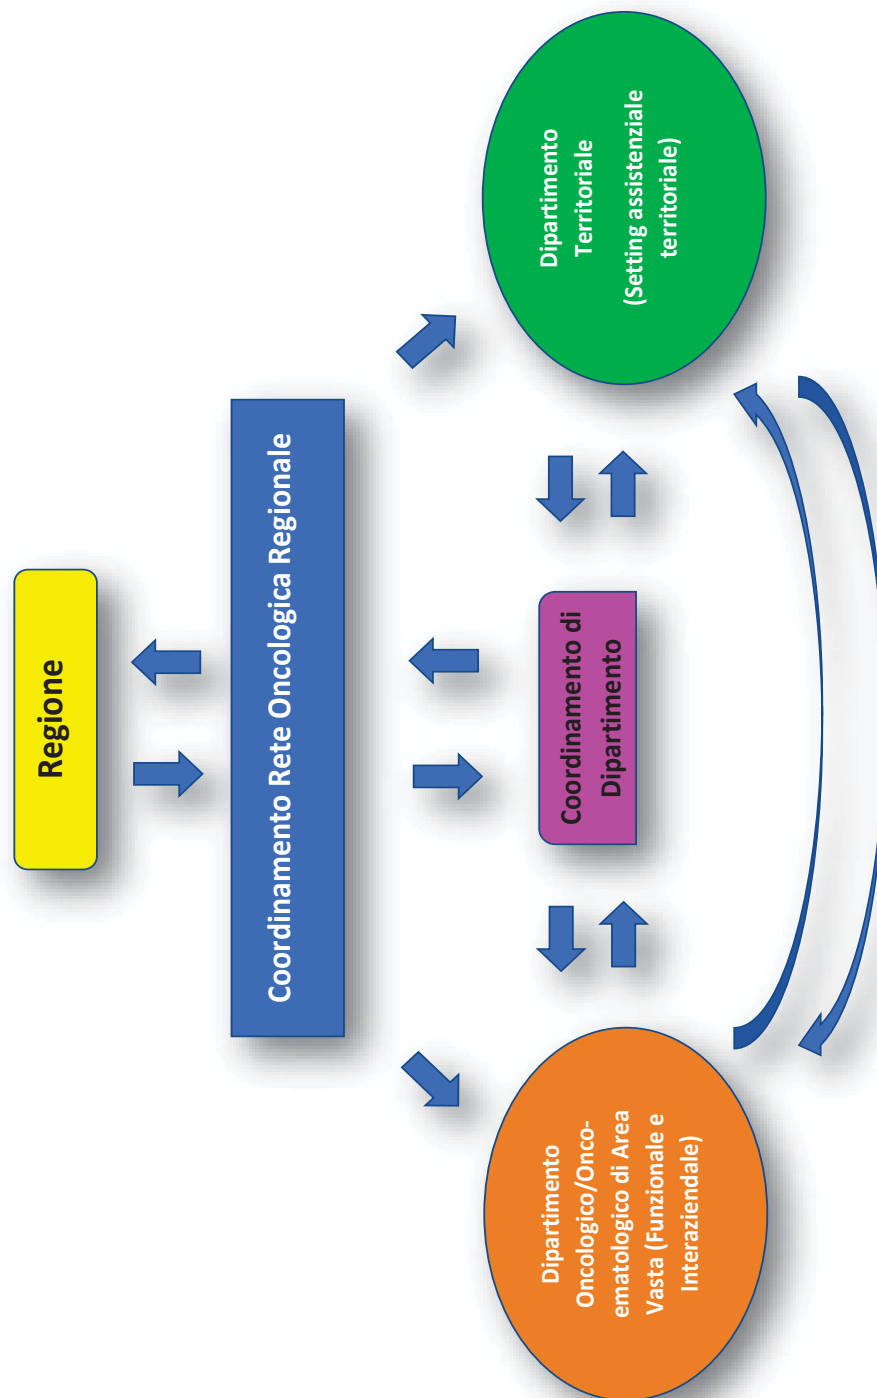 Regione
Coordinamento Rete Oncologica Regionale
Coordinamento di
Dipartimento
Dipartimento
Oncologico/Onco-
ematologico di Area
Vasta (Funzionale e
Interaziendale)
Dipartimento
Territoriale
(Setting assistenziale
territoriale)